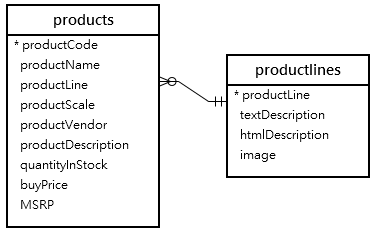 products
* productCode
productName
productLine
productScale
productVendor
productDescription
quantityInStock
buyPrice
MSRP
productlines
* productLine
textDescription
htmlDescription
image